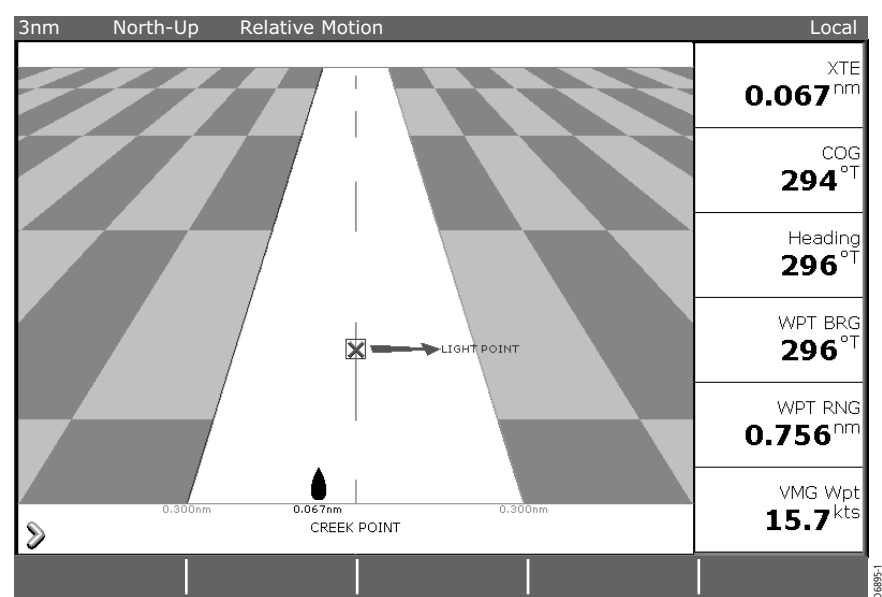 3nm North-Up Relative Motion Local
XTE
0.067nm
COG
294°T
Heading
296°T
WPT BRG
296°T
WPT RNG
0.756nm
VMG Wpt
15.7kts
LIGHT POINT
0.300nm 0.067nm 0.300nm
CREEK POINT
D6895-1